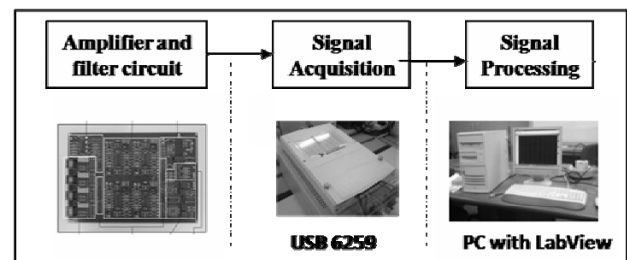 Amplifier and
filter circuit
Signal
Acquisition
Signal
Processing
USB 6259
PC with LabView